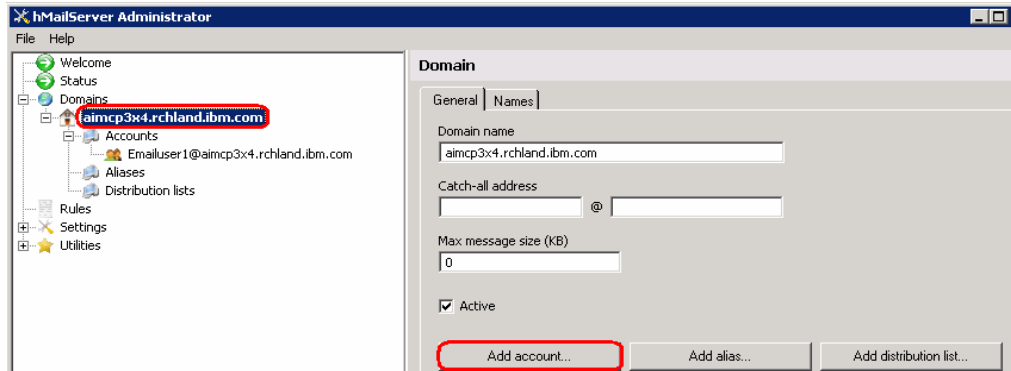 hMailServer Administrator
File Help
Welcome
Status
Domains
aimcp3x4.rchland.ibm.com
Accounts
Emailuser1@aimcp3x4.rchland.ibm.com
Aliases
Distribution lists
Rules
Settings
Utilities
Domain
General Names
Domain name
aimcp3x4.rchland.ibm.com
Catch-all address
@
Max message size (KB)
0
Active
Add account... Add alias... Add distribution list...